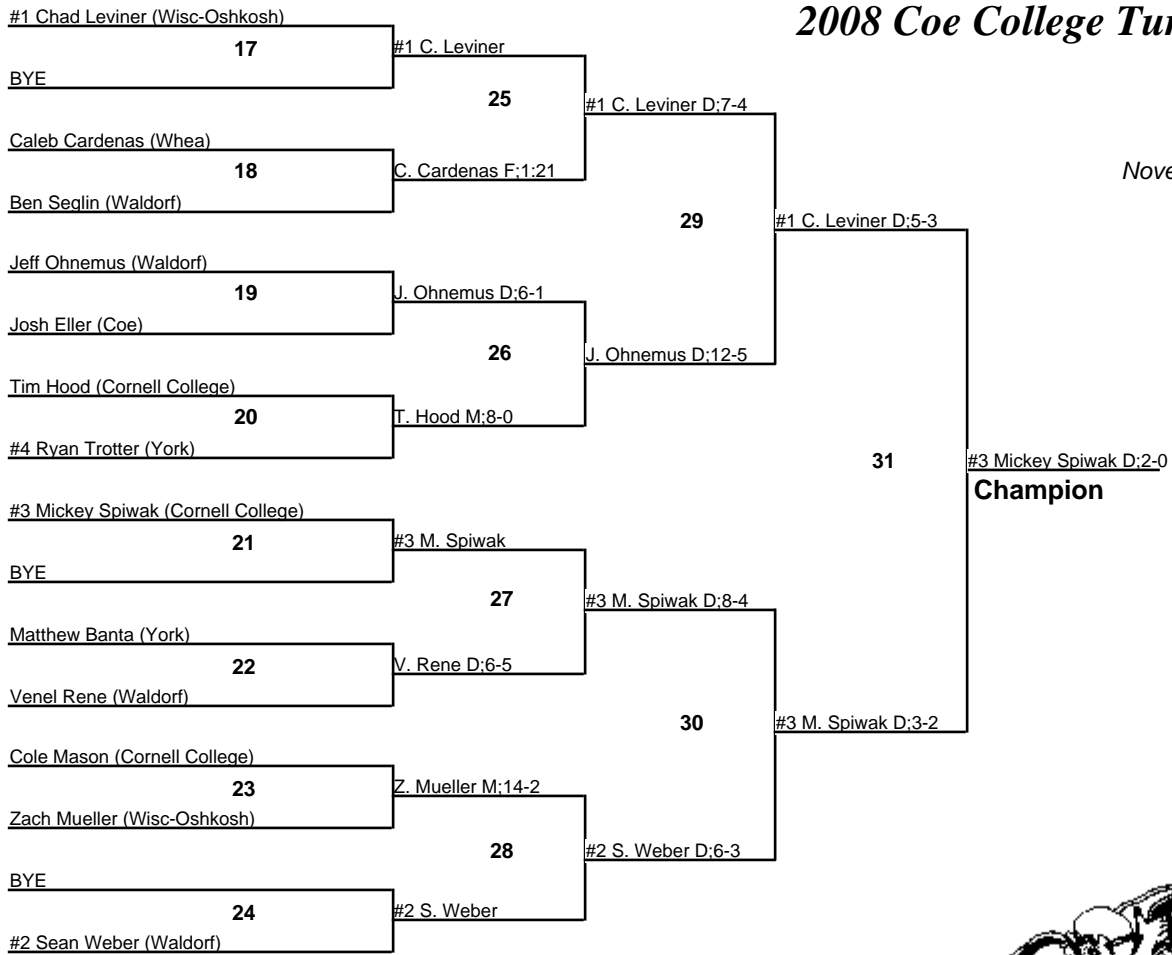 2008 Coe College
Nove
#1 Chad Leviner (Wisc-Oshkosh)
17
BYE
Caleb Cardenas (Whea)
18
Ben Seglin (Waldorf)
Jeff Ohnemus (Waldorf)
19
Josh Eller (Coe)
Tim Hood (Cornell College)
20
#4 Ryan Trotter (York)
#3 Mickey Spiwak (Cornell College)
21
BYE
Matthew Banta (York)
22
Venel Rene (Waldorf)
Cole Mason (Cornell College)
23
Zach Mueller (Wisc-Oshkosh)
BYE
24
#2 Sean Weber (Waldorf)
#1 C. Leviner
25
C. Cardenas F;1:21
J. Ohnemus D;6-1
26
T. Hood M;8-0
#3 M. Spiwak
27
V. Rene D;6-5
Z. Mueller M;14-2
28
#2 S. Weber
#1 C. Leviner D;7-4
29
J. Ohnemus D;12-5
#3 M. Spiwak D;8-4
30
#2 S. Weber D;6-3
#1 C. Leviner D;5-3
31
#3 M. Spiwak D;3-2
#3 Mickey Spiwak D;2-0
Champion